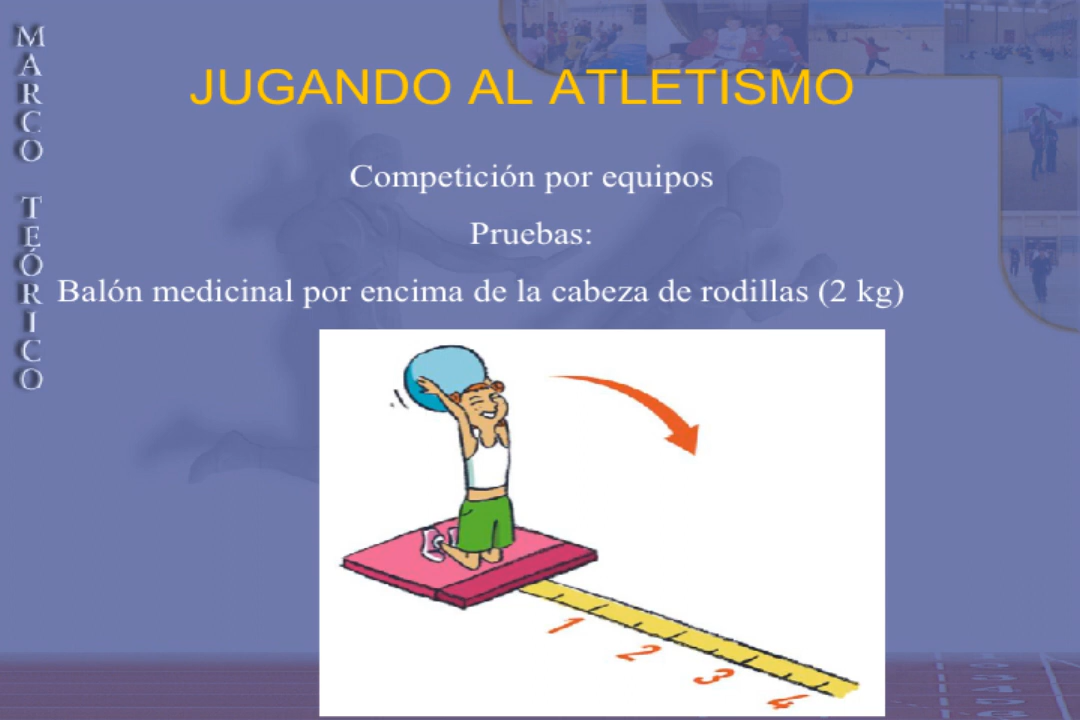 MARCO TEÓRICO
JUGANDO AL ATLETISMO
Competición por equipos
Pruebas:
Balón medicinal por encima de la cabeza de rodillas (2 kg)
1
2
3
4